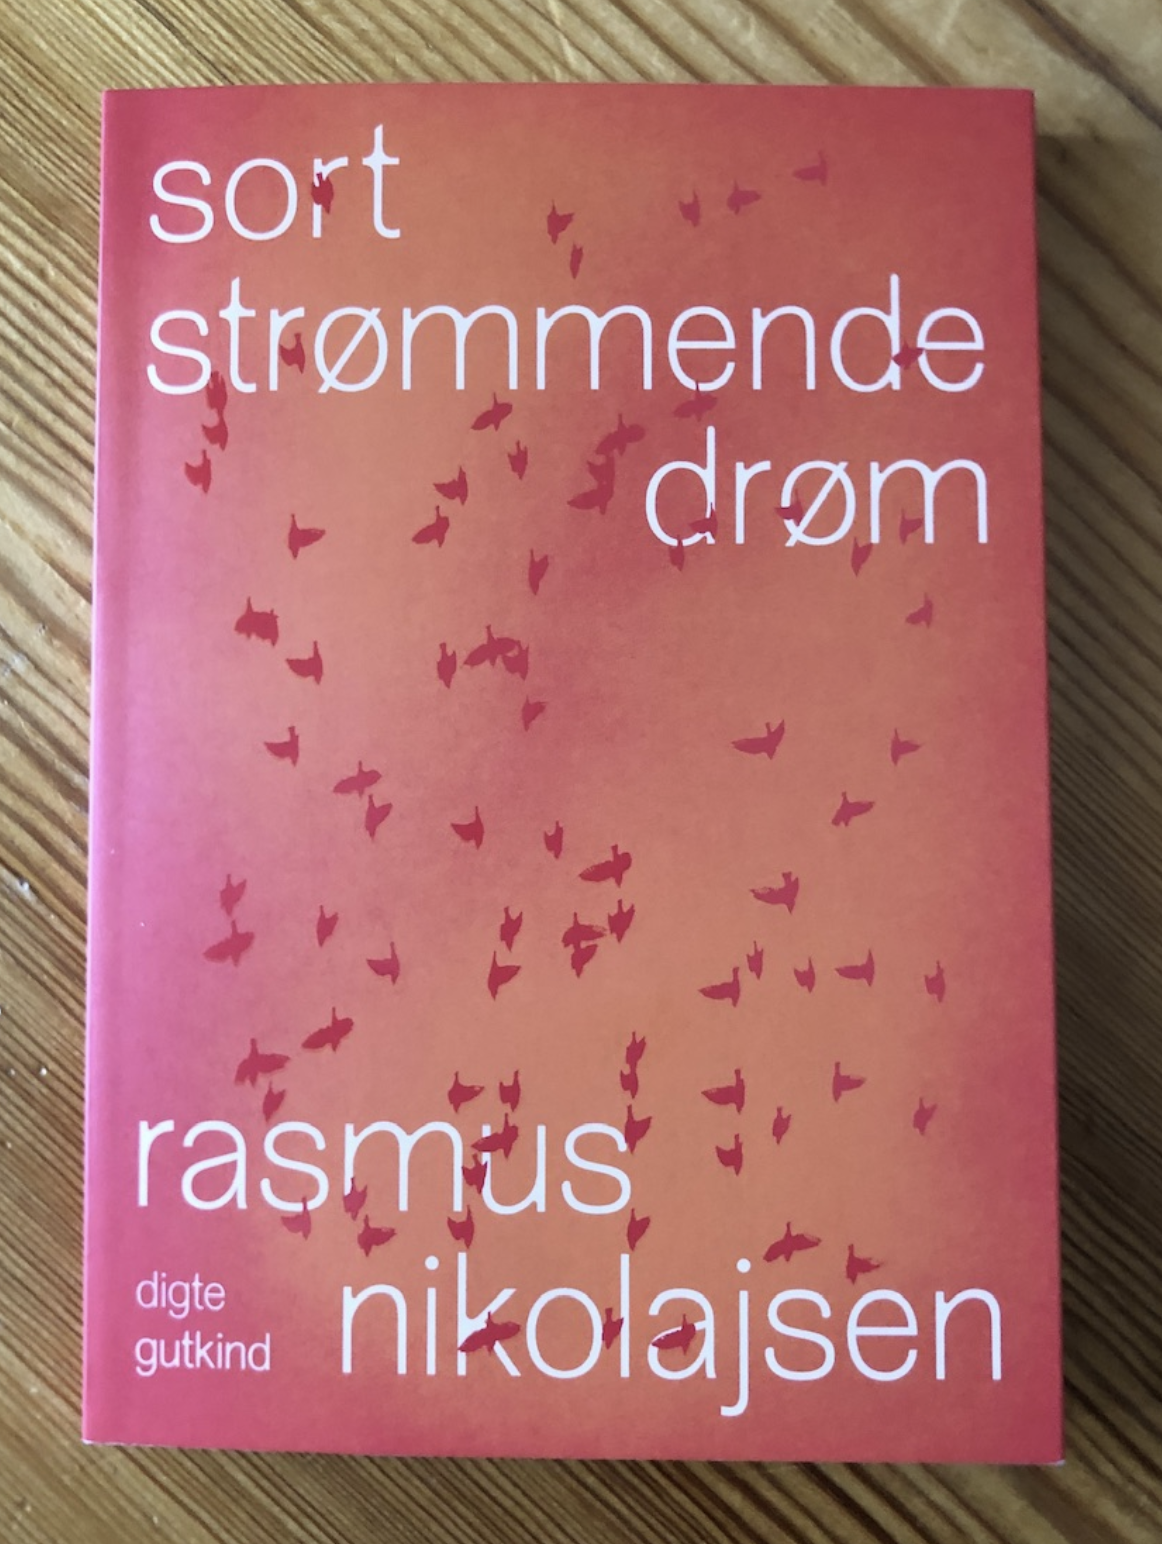 sort
strømmende
drøm
rasmus
nikolajsen
digte
gutkind